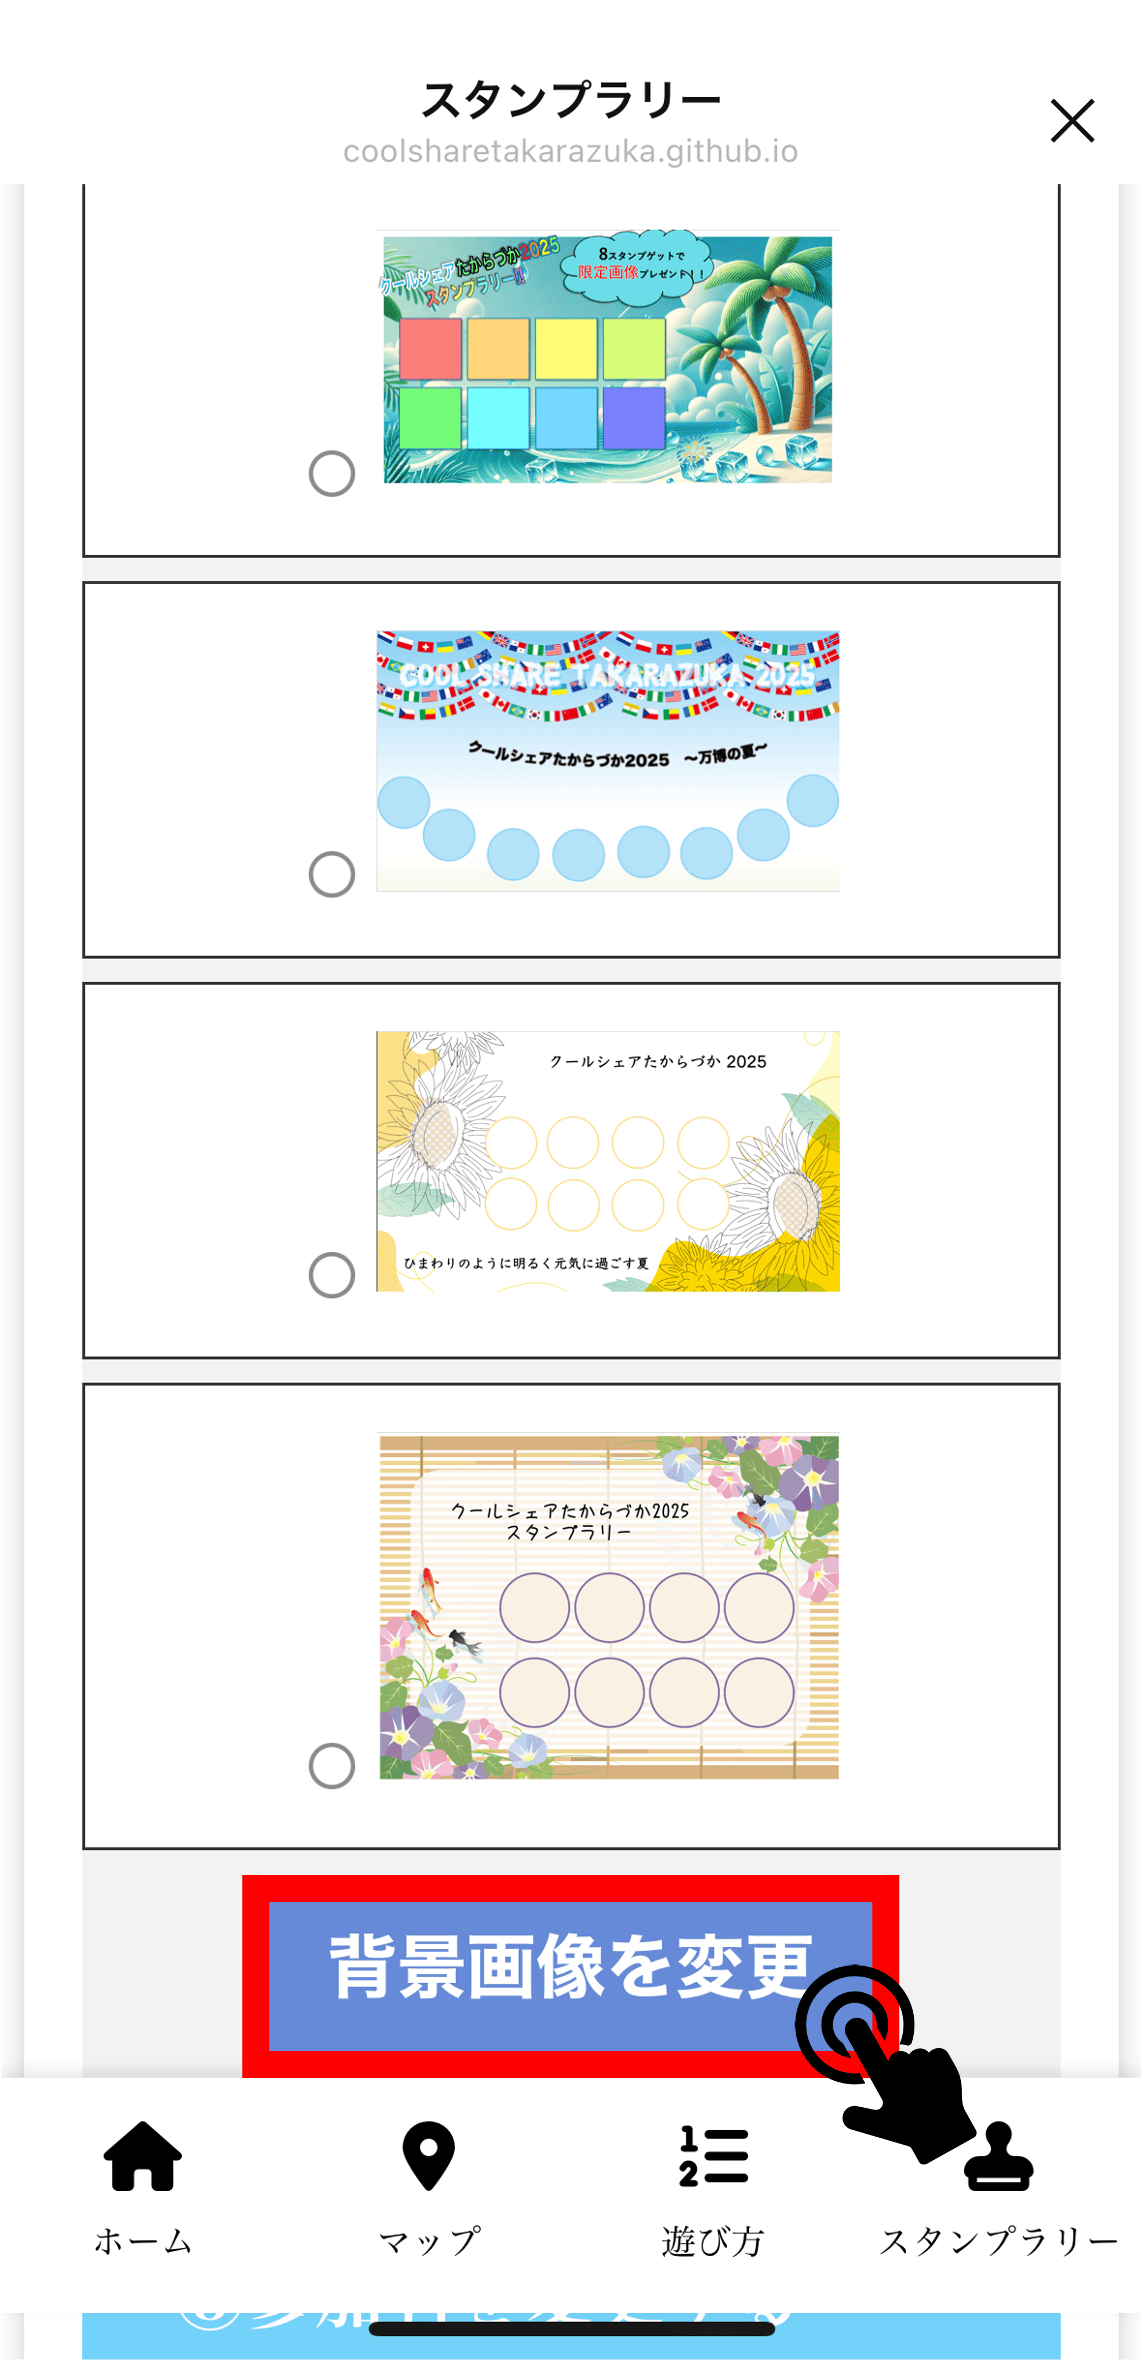 スタンプラリー
coolsharetakarazuka.github.io
クールシェアたからづか2025
スタンプラリー!!
8スタンプゲットで
限定画像プレゼント！！
COOL SHARE TAKARAZUKA 2025
クールシェアたからづか2025　～万博の夏～
クールシェアたからづか 2025
ひまわりのように明るく元気に過ごす夏
クールシェアたからづか2025
スタンプラリー
背景画像を変更
ホーム
マップ
遊び方
スタンプラリー